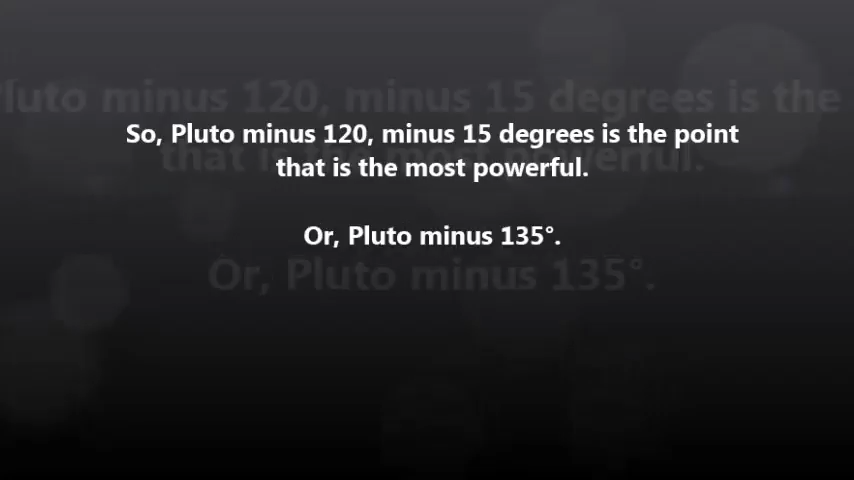 So, Pluto minus 120, minus 15 degrees is the point
that is the most powerful.
Or, Pluto minus 135°.